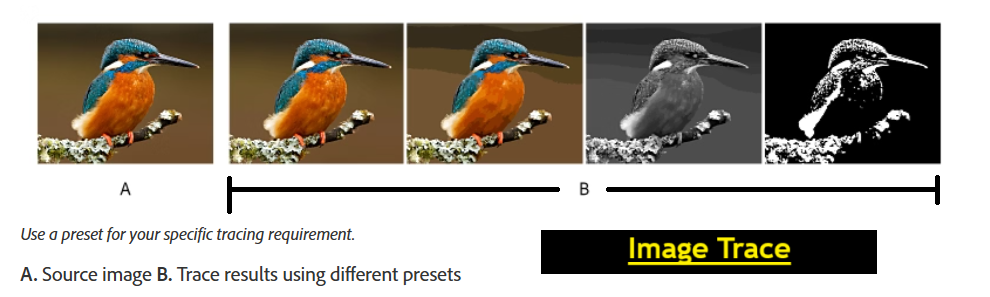 A
B
Use a preset for your specific tracing requirement.
A. Source image B. Trace results using different presets
Image Trace